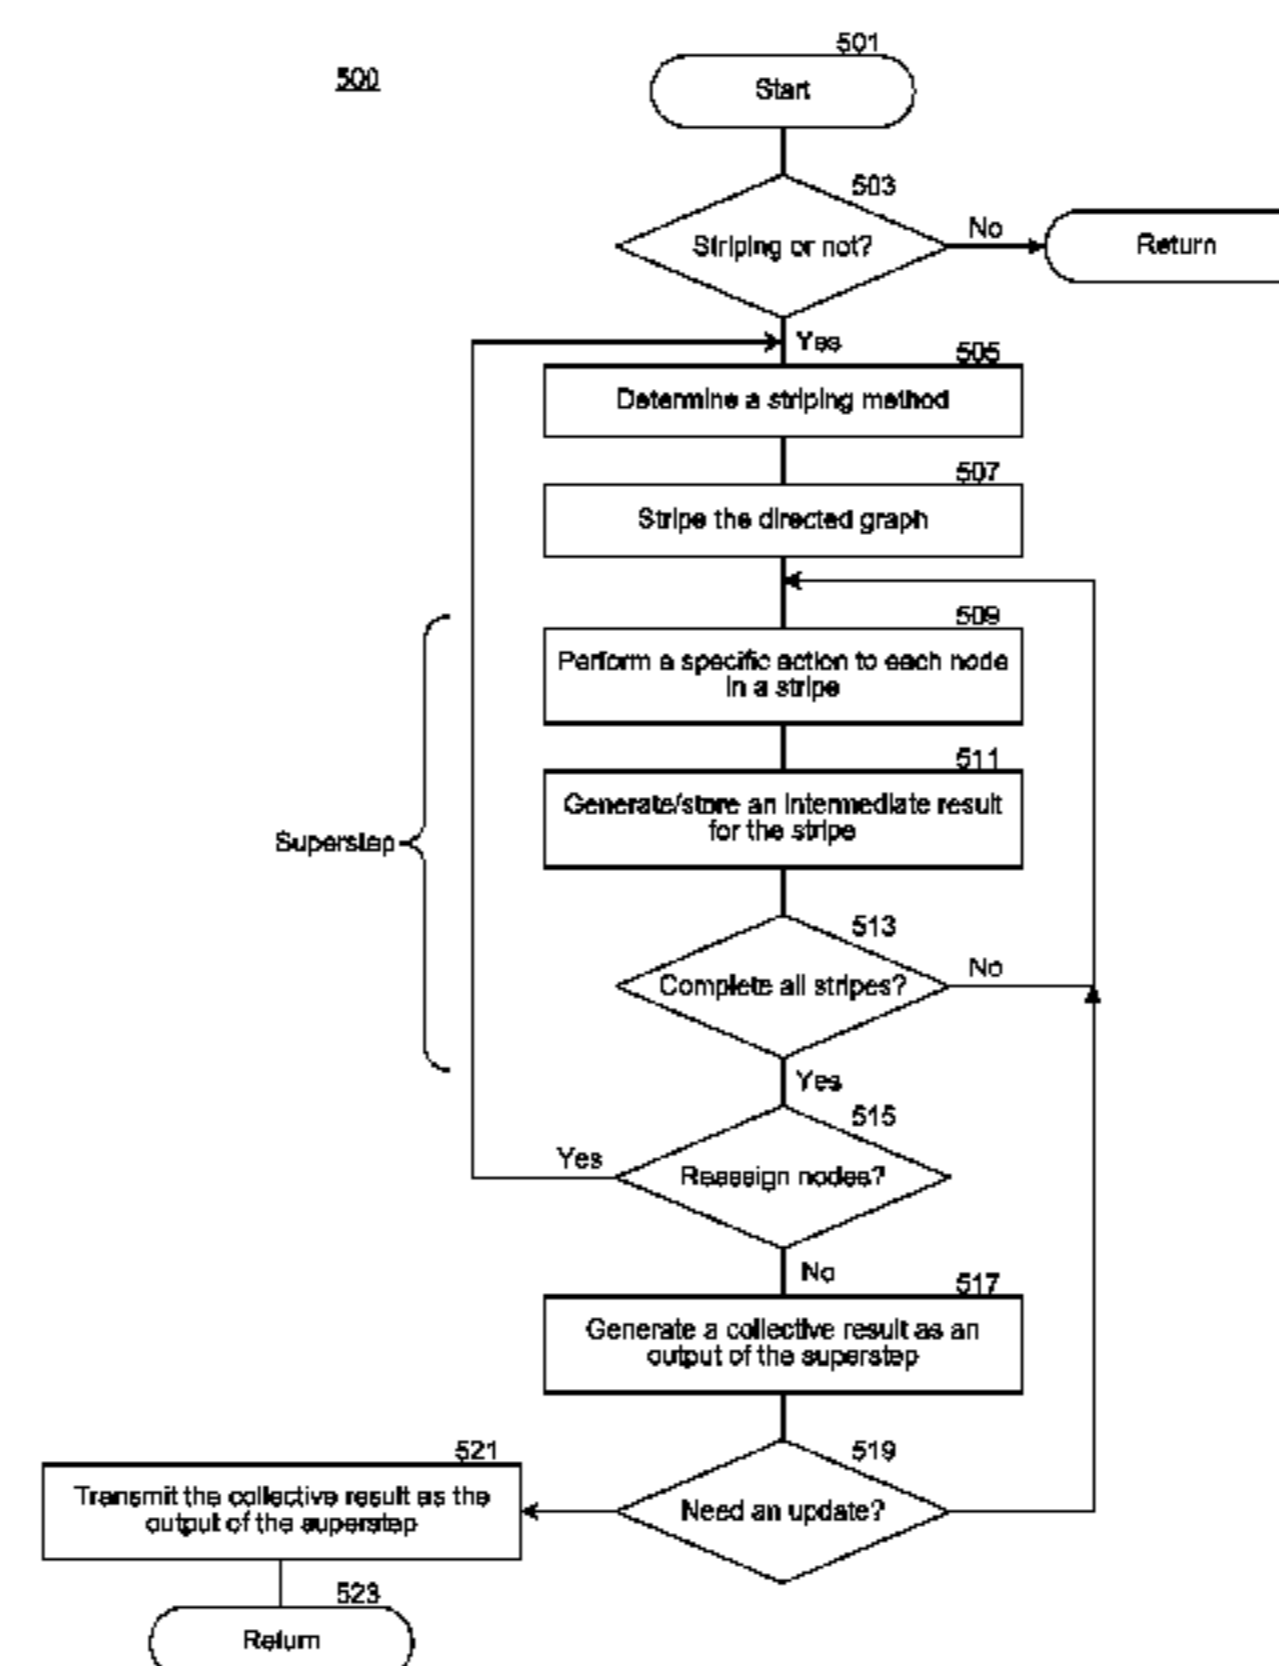 500
501
Start
503
Striping or not?
No
Return
Yes
505
Determine a striping method
507
Stripe the directed graph
509
Perform a specific action to each node
in a stripe
511
Generate/store an intermediate result
for the stripe
Superstep
513
Complete all stripes?
No
Yes
515
Yes
Reassign nodes?
No
517
Generate a collective result as an
output of the superstep
519
Need an update?
521
Transmit the collective result as the
output of the superstep
523
Return